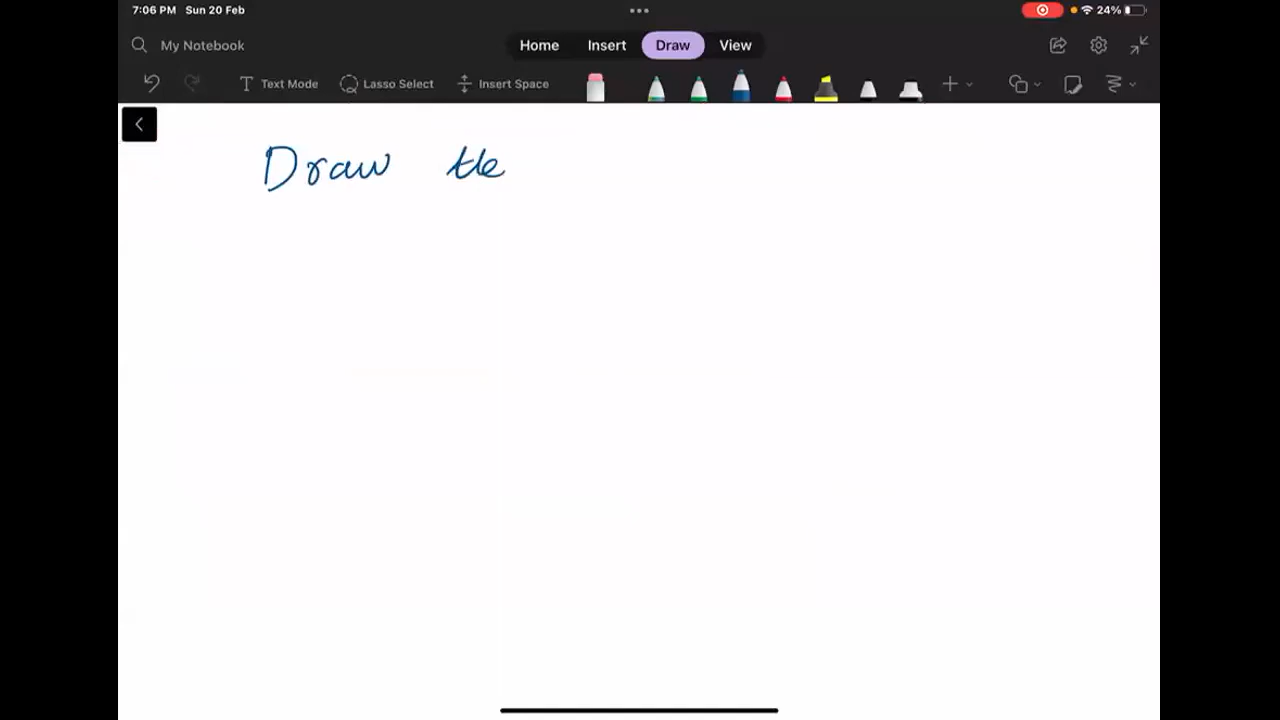 7:06 PM Sun 20 Feb 24%
My Notebook Home Insert Draw View
Text Mode Lasso Select Insert Space
Draw the